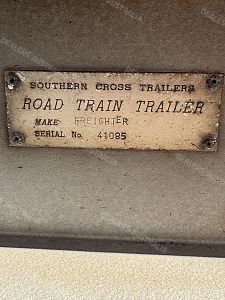 SOUTHERN CROSS TRAILERS
ROAD TRAIN TRAILER
MAKE FREIGHTER
SERIAL No. 41095